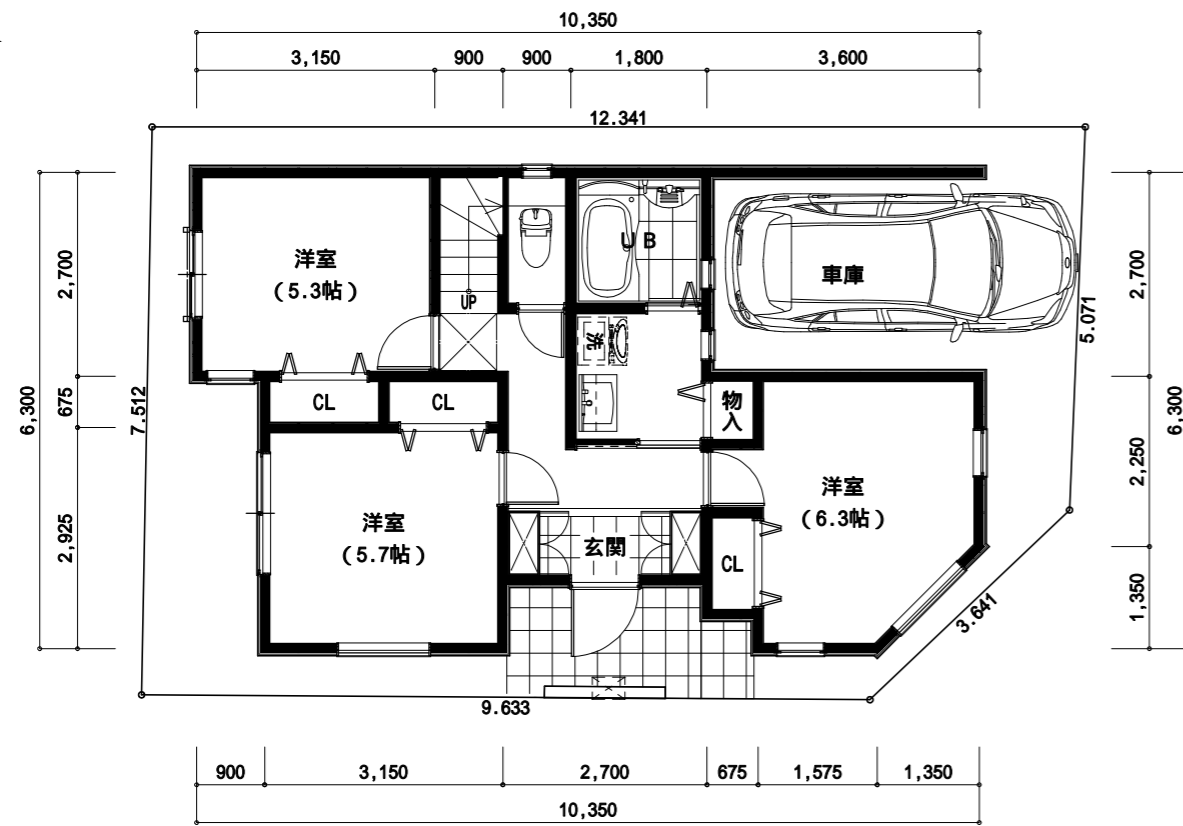 10,350
3,150 900 900 1,800 3,600
12.341
洋室
（5.3帖）
UP
UB
車庫
2,700
675
2,925
6,300
7.512
2,700
2,250
1,350
6,300
5.071
洗
CL
CL
物入
洋室
（5.7帖）
玄関
CL
洋室
（6.3帖）
3.641
9.633
900 3,150 2,700 675 1,575 1,350
10,350